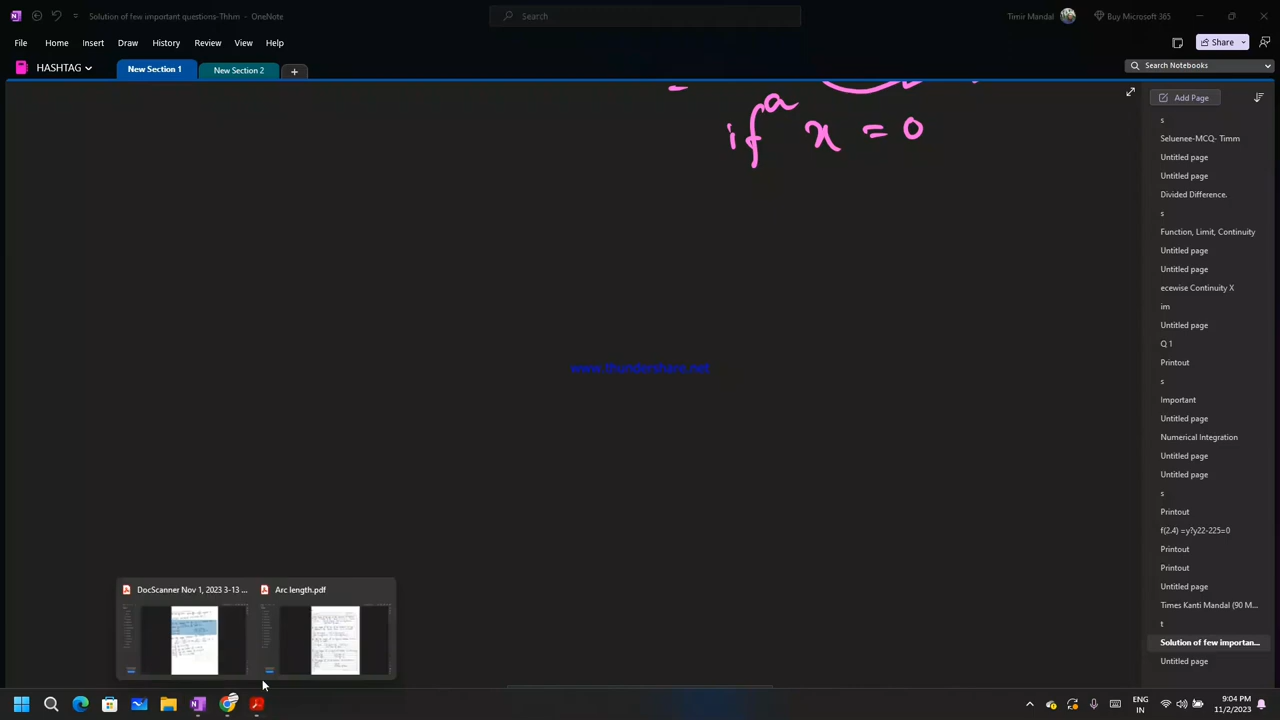 Solution of few important questions-Thhm - OneNote
Search
Timir Mandal
Buy Microsoft 365
File Home Insert Draw History Review View Help
Share
HASHTAG
New Section 1
New Section 2
+
Search Notebooks
Add Page
if a x = 0
s
Seluenee-MCQ- Timm
Untitled page
Untitled page
Divided Difference.
s
Function, Limit, Continuity
Untitled page
Untitled page
ecewise Continuity X
im
Untitled page
Q 1
Printout
s
Important
Untitled page
Numerical Integration
Untitled page
Untitled page
s
Printout
f(2.4) =y?y22-225=0
Printout
Printout
Untitled page
Times Kanti Mandal (90 M...
t
Solution of few importan...
Untitled page
www.thundershare.net
DocScanner Nov 1, 2023 3-13 ...
Arc length.pdf
ENG
IN
9:04 PM
11/2/2023